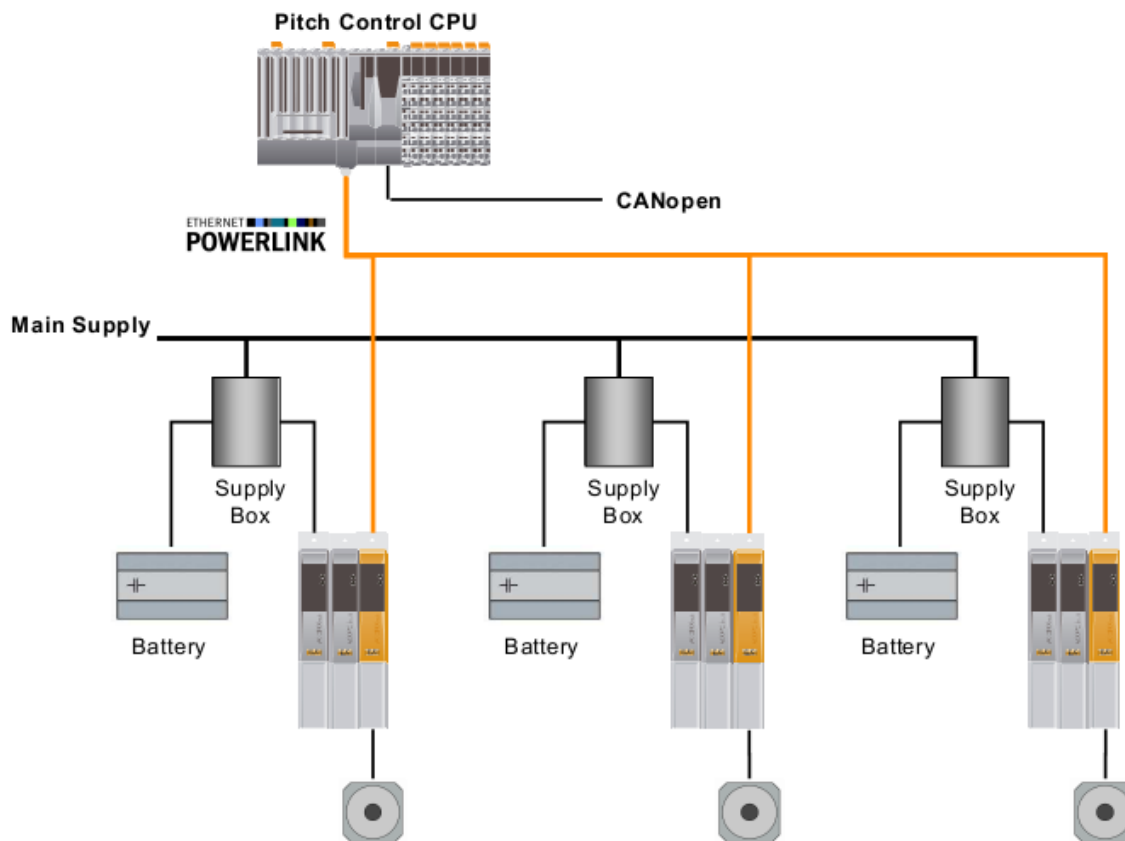 Pitch Control CPU
CANopen
ETHERNET
POWERLINK
Main Supply
Supply
Box
Supply
Box
Supply
Box
Battery
Battery
Battery